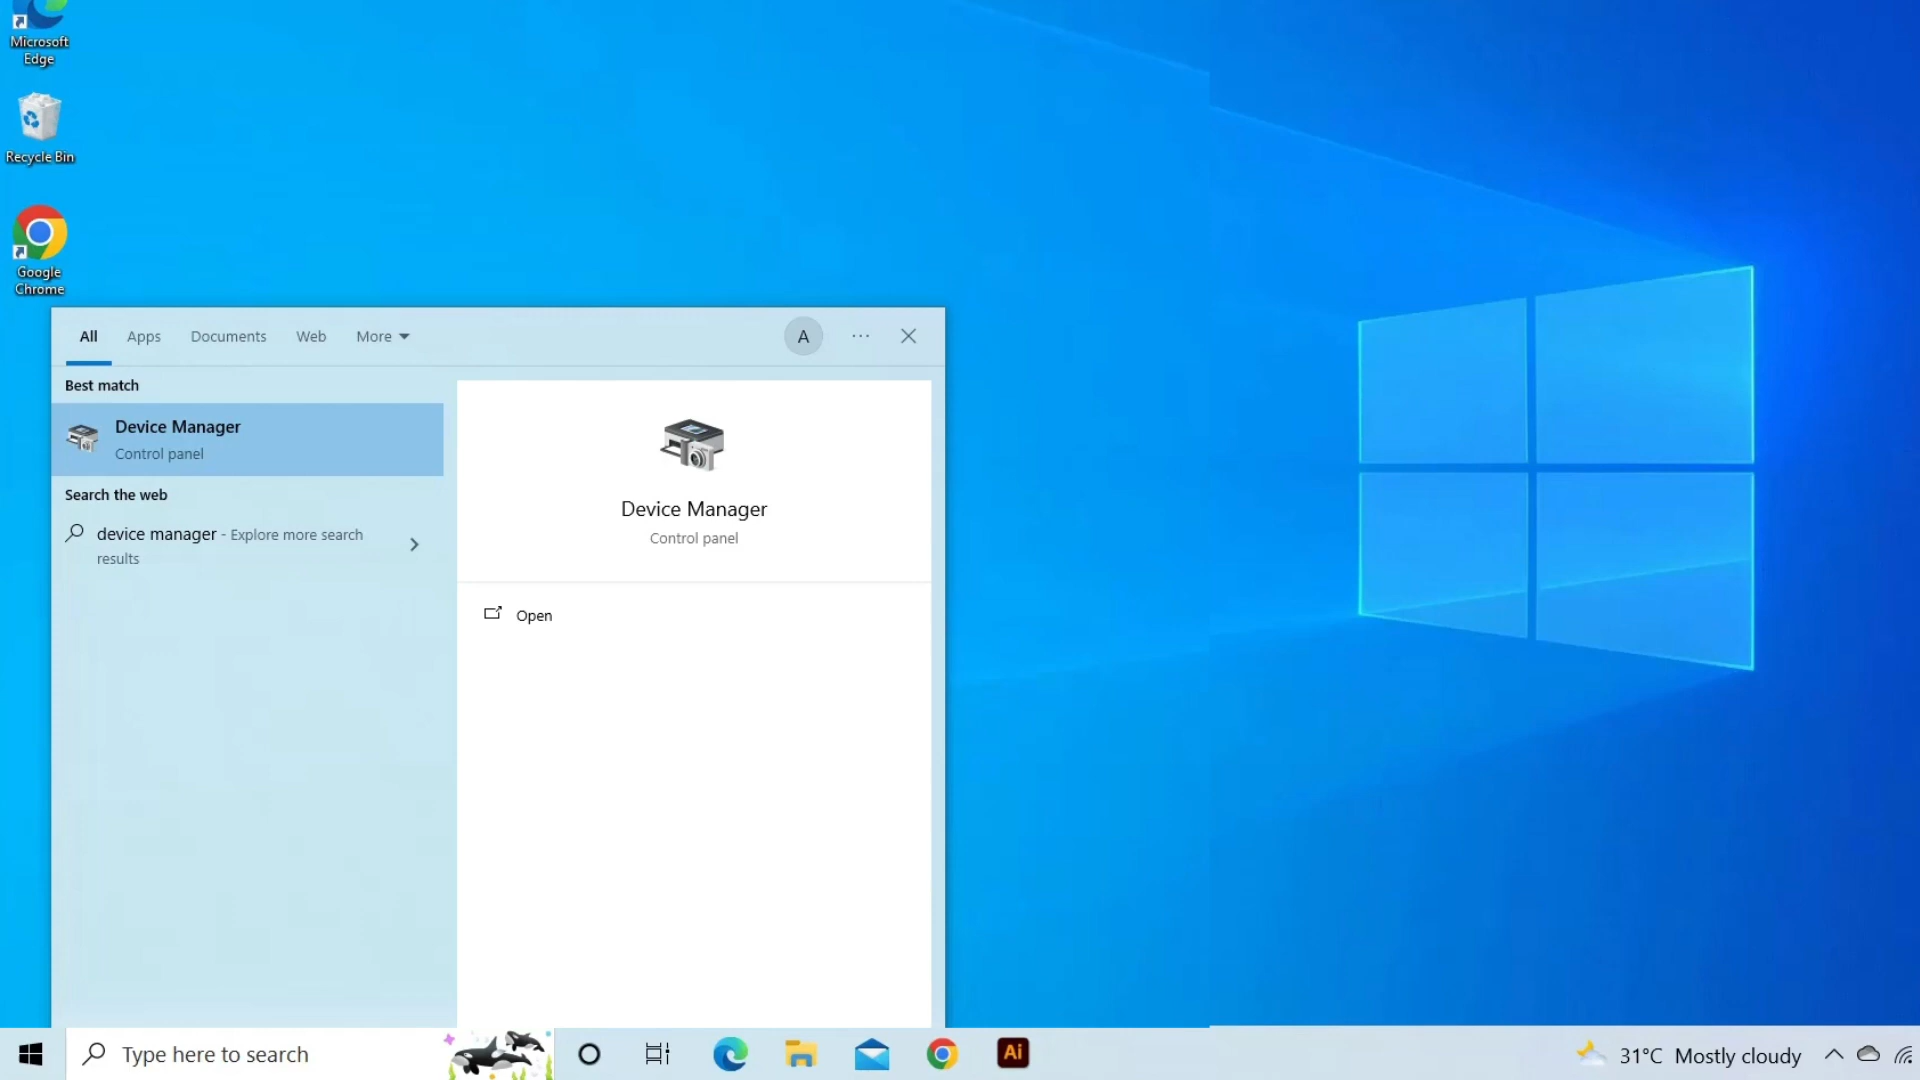 Microsoft
Edge
Recycle Bin
Google
Chrome
All
Apps
Documents
Web
More
A
Best match
Device Manager
Control panel
Search the web
device manager - Explore more search
results
Device Manager
Control panel
Open
Type here to search
Ai
31°C Mostly cloudy